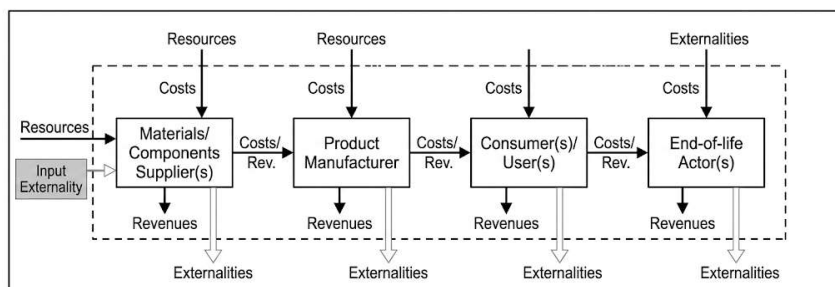 Resources
Resources
Externalities
Costs
Costs
Costs
Costs
Resources
Materials/
Components
Supplier(s)
Costs/
Rev.
Product
Manufacturer
Costs/
Rev.
Consumer(s)/
User(s)
Costs/
Rev.
End-of-life
Actor(s)
Input
Externality
Revenues
Revenues
Revenues
Revenues
Externalities
Externalities
Externalities
Externalities